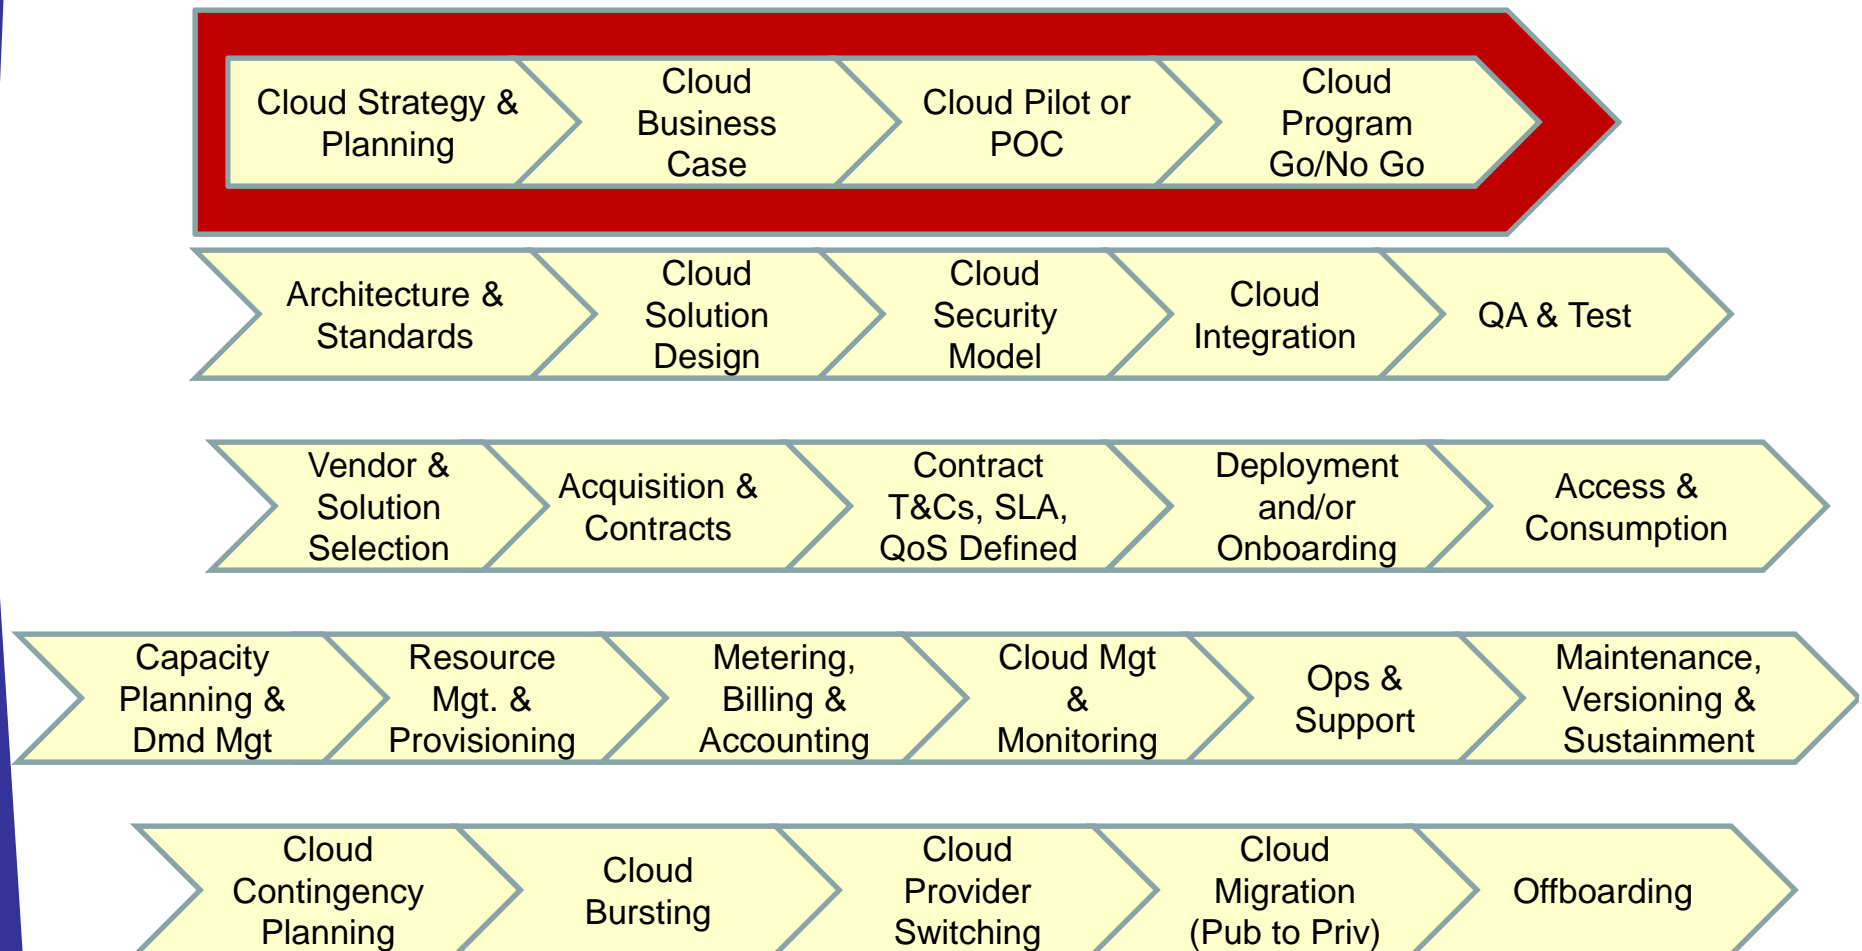 Cloud Strategy &
Planning
Cloud
Business
Case
Cloud Pilot or
POC
Cloud
Program
Go/No Go
Architecture &
Standards
Cloud
Solution
Design
Cloud
Security
Model
Cloud
Integration
QA & Test
Vendor &
Solution
Selection
Acquisition &
Contracts
Contract
T&Cs, SLA,
QoS Defined
Deployment
and/or
Onboarding
Access &
Consumption
Capacity
Planning &
Dmd Mgt
Resource
Mgt. &
Provisioning
Metering,
Billing &
Accounting
Cloud Mgt
&
Monitoring
Ops &
Support
Maintenance,
Versioning &
Sustainment
Cloud
Contingency
Planning
Cloud
Bursting
Cloud
Provider
Switching
Cloud
Migration
(Pub to Priv)
Offboarding